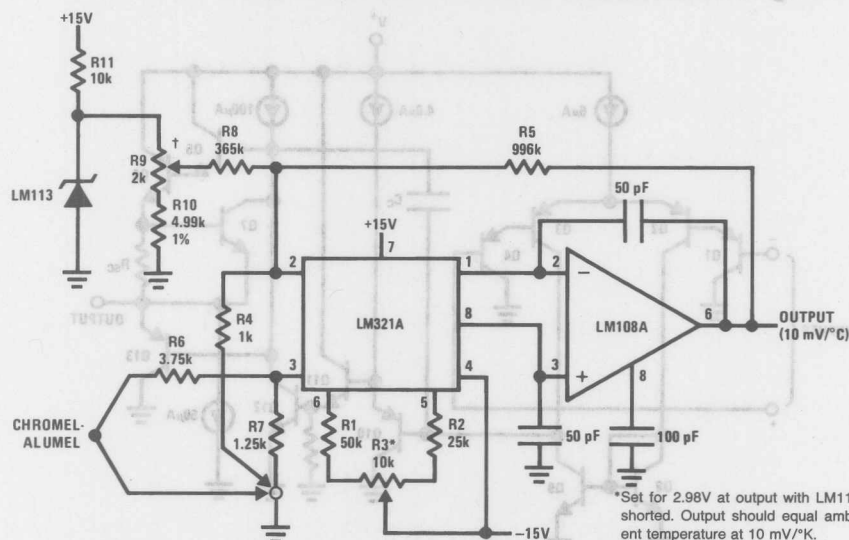 +15V
R11
10k
R9
2k
†
R8
365k
R5
996k
50 pF
LM113
R10
4.99k
1%
+15V
7
2
1
2
−
LM321A
LM108A
6
OUTPUT
(10 mV/°C)
R4
1k
8
R6
3.75k
3
4
3
+
8
CHROMEL-
ALUMEL
R7
1.25k
6
5
R1
50k
R3*
10k
R2
25k
50 pF
100 pF
−15V
*Set for 2.98V at output with LM11
shorted. Output should equal amb
ent temperature at 10 mV/°K.